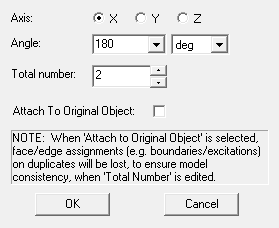 Axis: X Y Z
Angle: 180 deg
Total number: 2
Attach To Original Object:
NOTE: When 'Attach to Original Object' is selected,
face/edge assignments (e.g. boundaries/excitations)
on duplicates will be lost, to ensure model
consistency, when 'Total Number' is edited.
OK Cancel